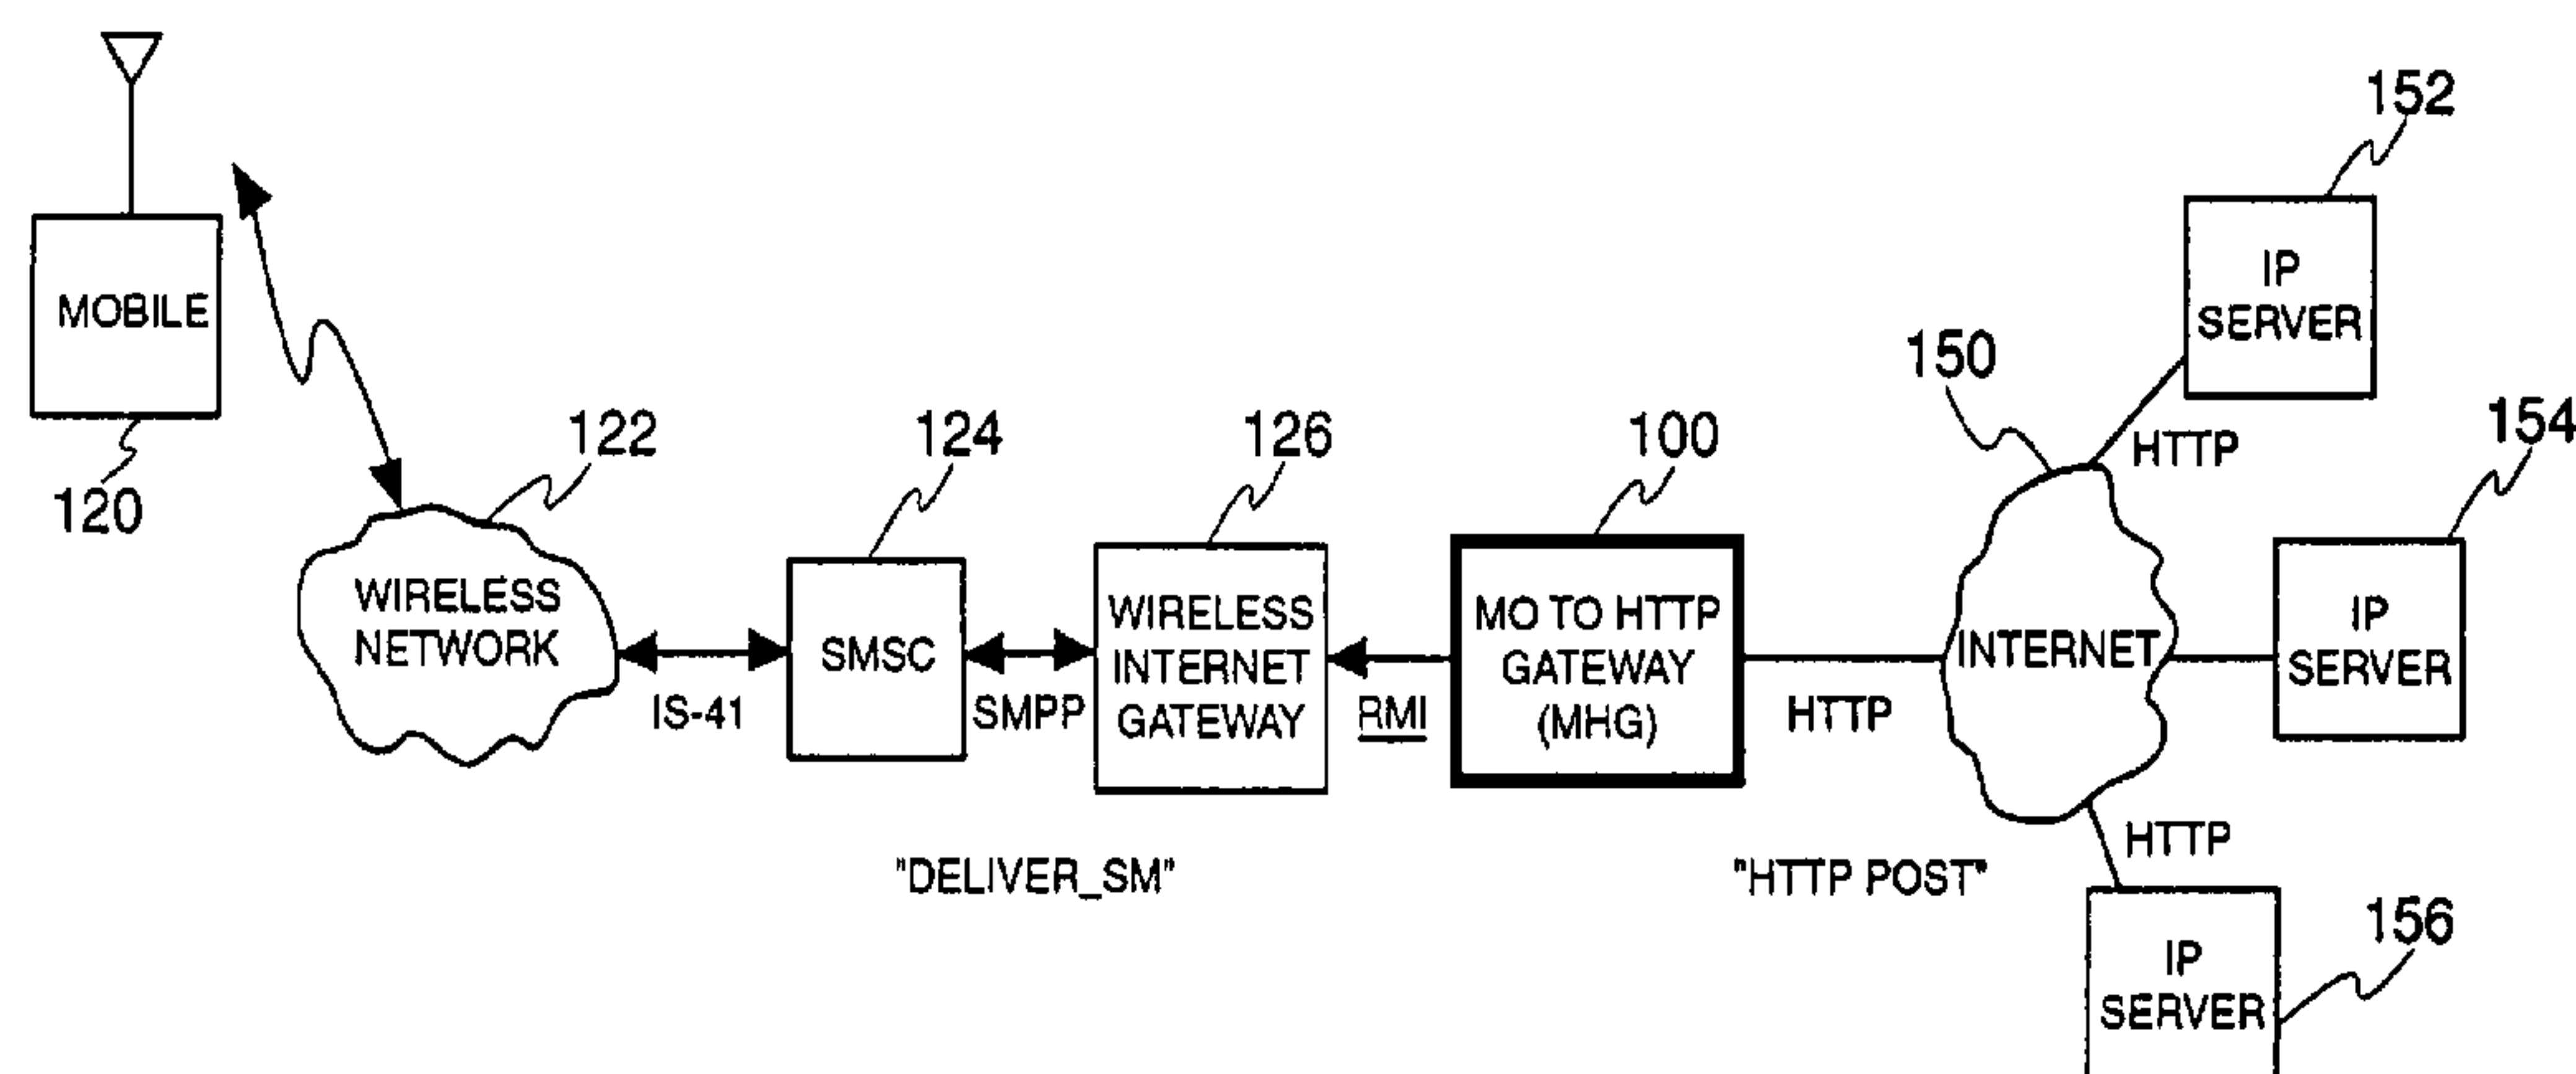 152
IP
SERVER
MOBILE
120
122
124
126
100
150
HTTP
154
WIRELESS
NETWORK
IS-41
SMSC
SMPP
WIRELESS
INTERNET
GATEWAY
RMI
MO TO HTTP
GATEWAY
(MHG)
HTTP
INTERNET
IP
SERVER
"DELIVER_SM"
"HTTP POST"
HTTP
156
IP
SERVER